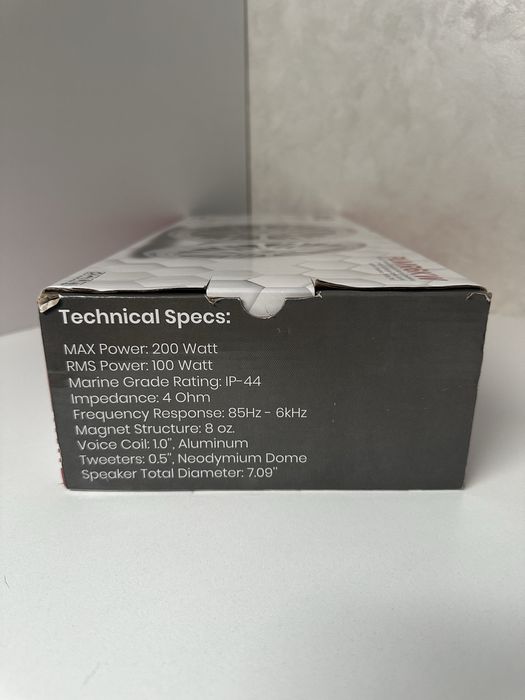 Technical Specs:
MAX Power: 200 Watt
RMS Power: 100 Watt
Marine Grade Rating: IP-44
Impedance: 4 Ohm
Frequency Response: 85Hz - 6kHz
Magnet Structure: 8 oz.
Voice Coil: 1.0", Aluminum
Tweeters: 0.5", Neodymium Dome
Speaker Total Diameter: 7.09"